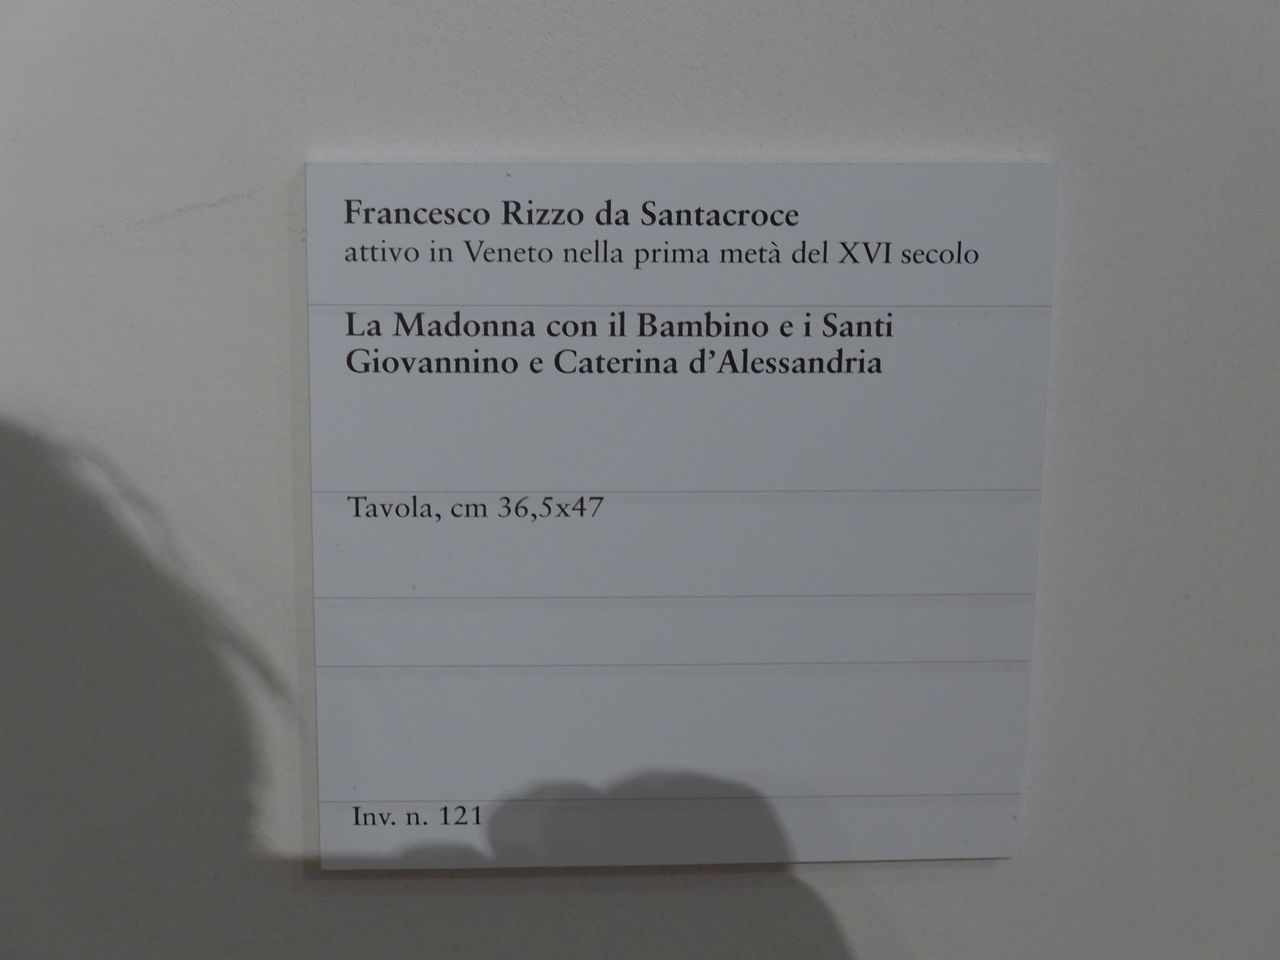 Francesco Rizzo da Santacroce
attivo in Veneto nella prima metà del XVI secolo
La Madonna con il Bambino e i Santi
Giovannino e Caterina d’Alessandria
Tavola, cm 36,5x47
Inv. n. 121